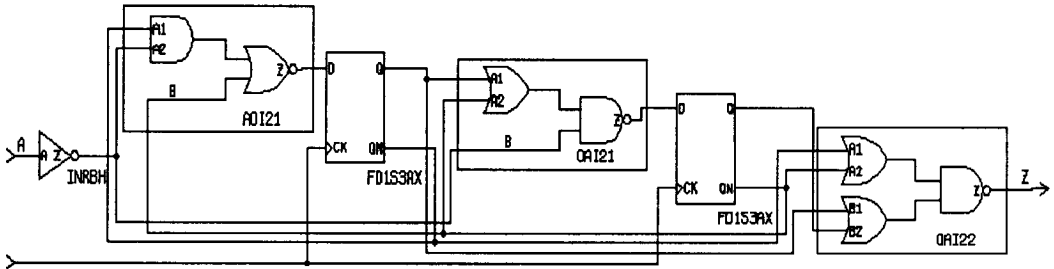 A
A Z
INRBH
A1
A2
B
Z
AOI21
D
Q
CK
QN
FD1S3AX
A1
A2
B
Z
OAI21
D
Q
CK
QN
FD1S3AX
A1
A2
B1
B2
Z
OAI22
Z